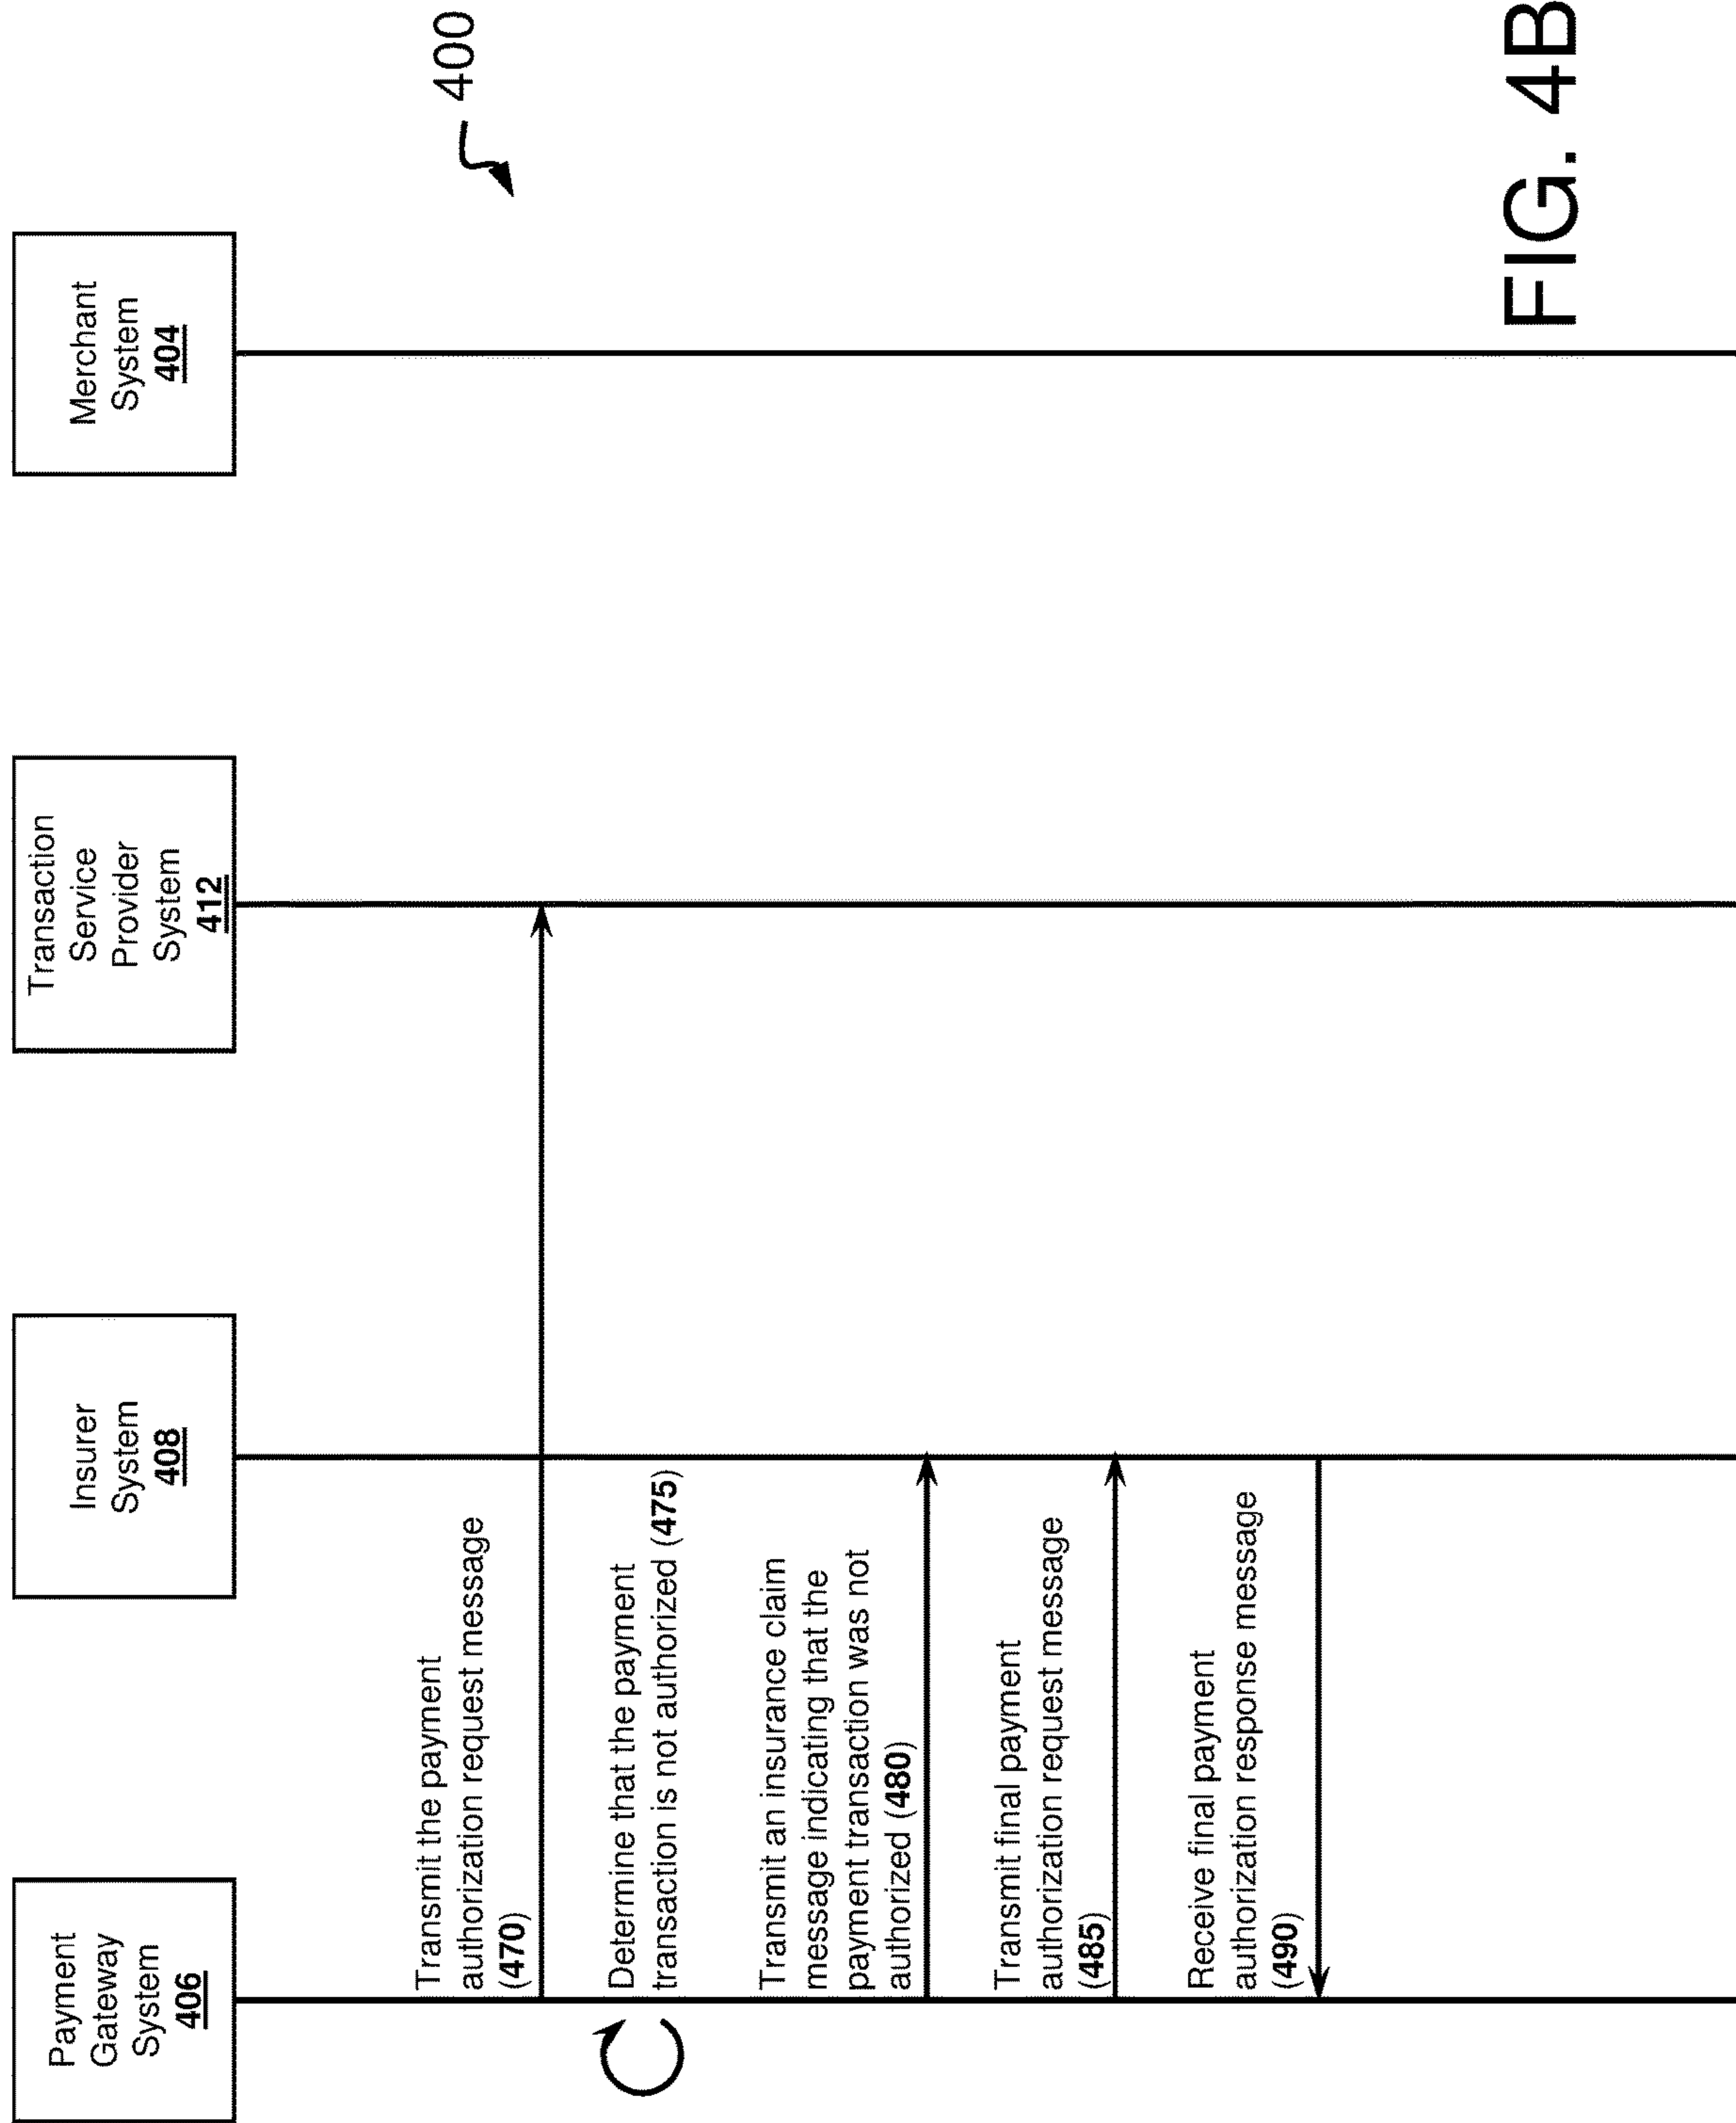 Payment
Gateway
System
406
Insurer
System
408
Transaction
Service
Provider
System
412
Merchant
System
404
400
Transmit the payment
authorization request message
(470)
Determine that the payment
transaction is not authorized (475)
Transmit an insurance claim
message indicating that the
payment transaction was not
authorized (480)
Transmit final payment
authorization request message
(485)
Receive final payment
authorization response message
(490)
FIG. 4B